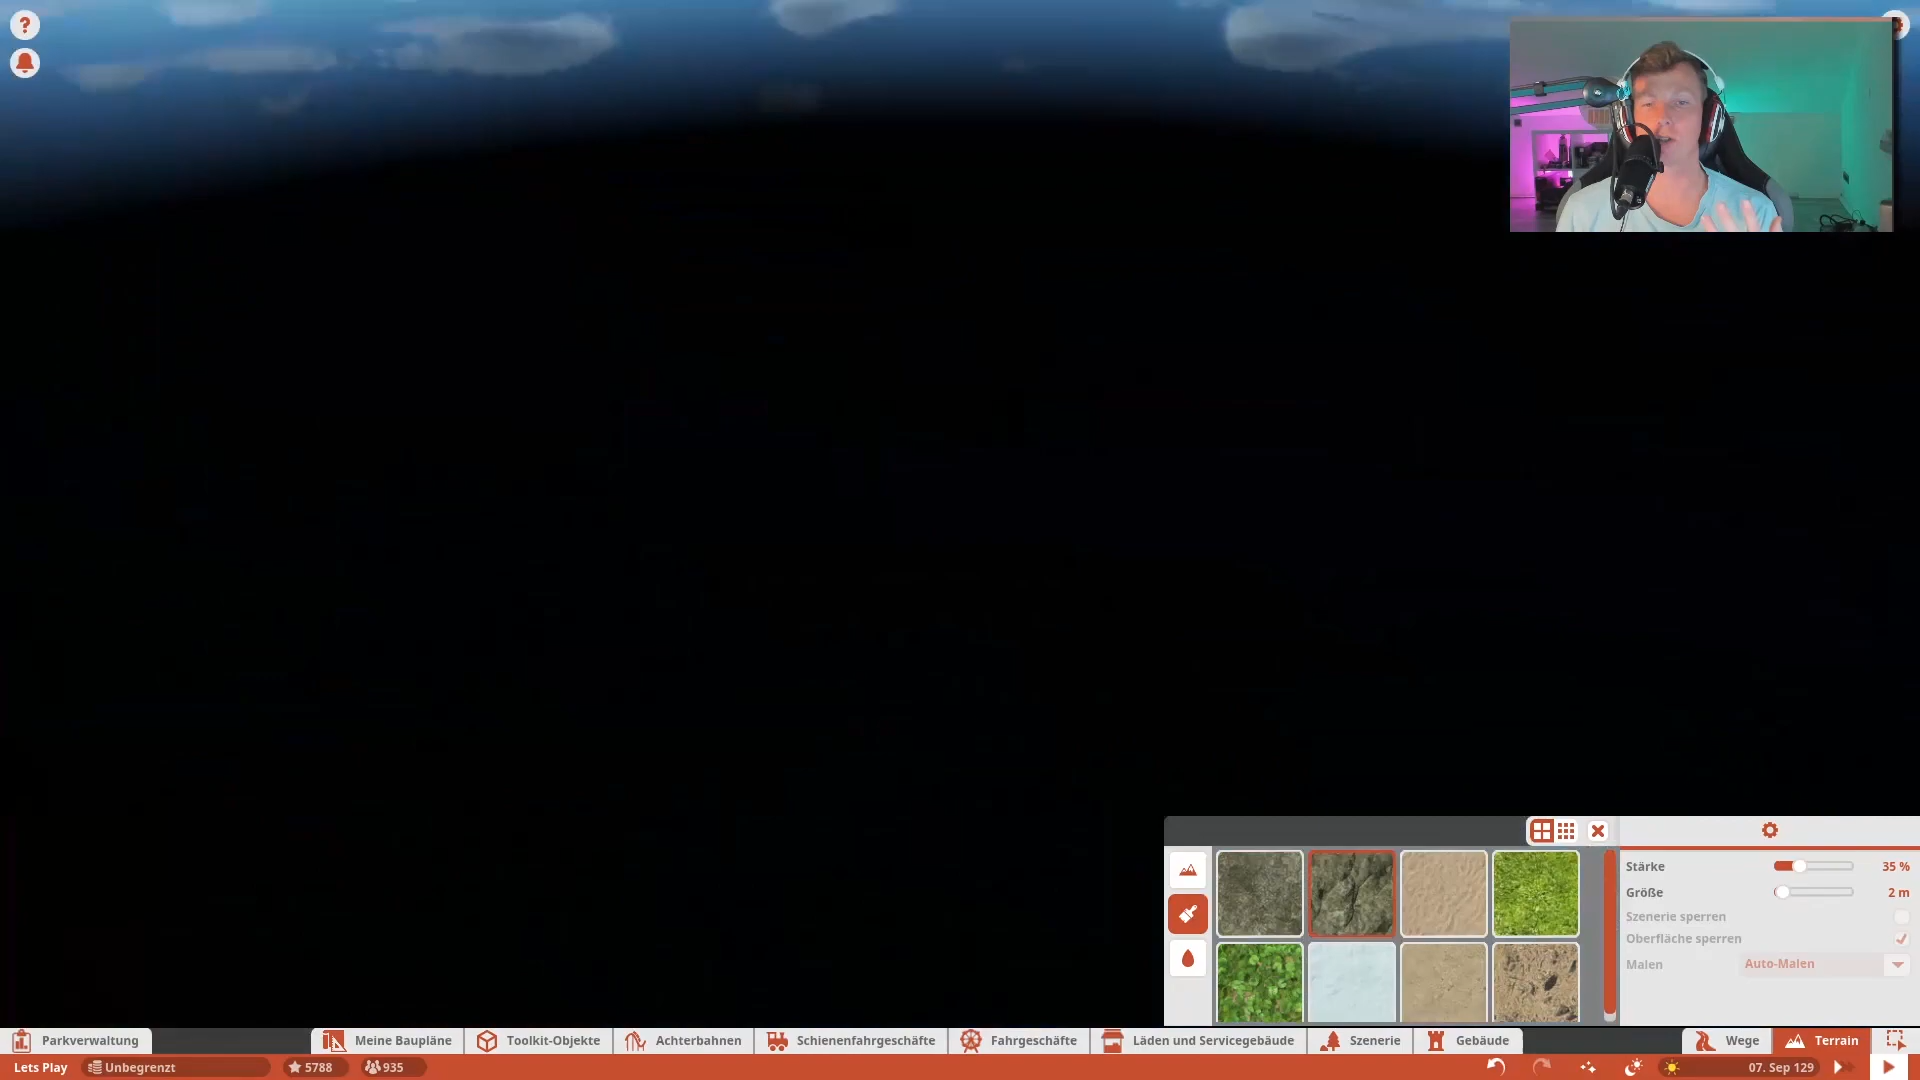 ?
Stärke 35 %
Größe 2 m
Szenerie sperren
Oberfläche sperren
Malen Auto-Malen
Parkverwaltung Meine Baupläne Toolkit-Objekte Achterbahnen Schienenfahrgeschäfte Fahrgeschäfte Läden und Servicegebäude Szenerie Gebäude Wege Terrain
Lets Play Unbegrenzt 5788 935 07. Sep 129